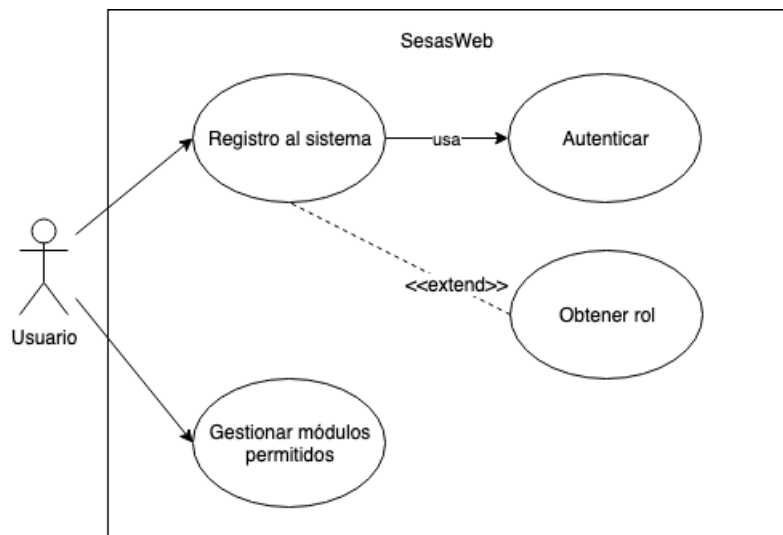 SesasWeb
Registro al sistema
usa
Autenticar
<<extend>>
Obtener rol
Usuario
Gestionar módulos
permitidos